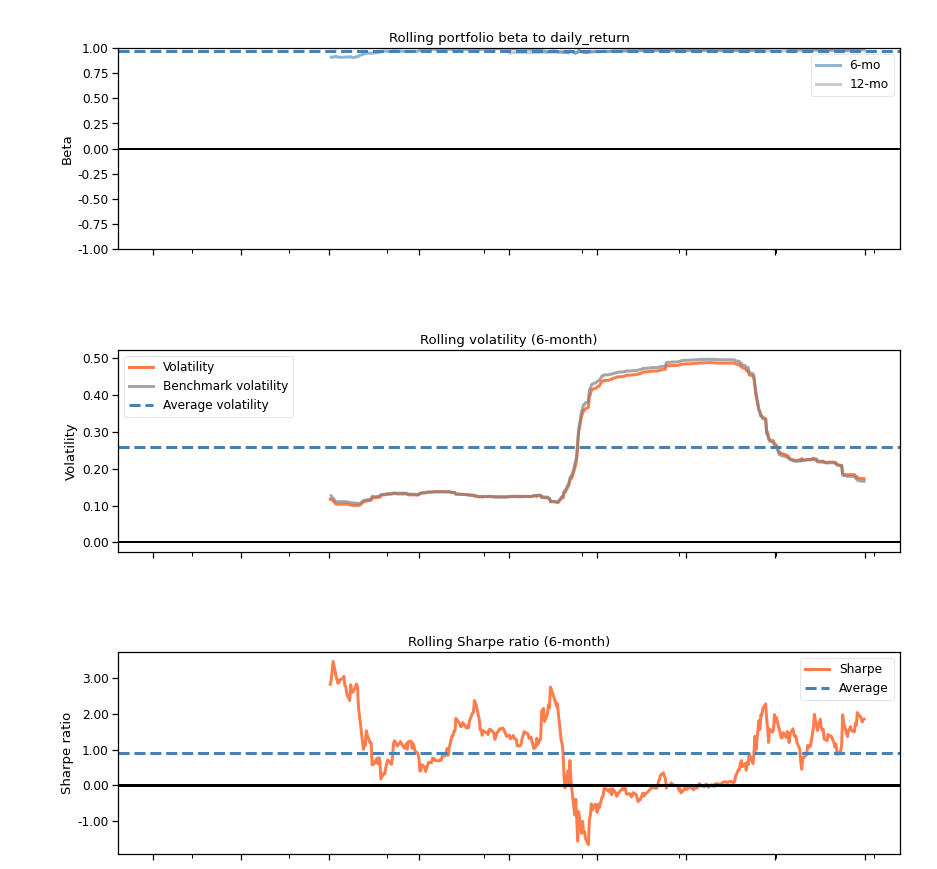 Rolling portfolio beta to daily_return
1.00
0.75
0.50
0.25
0.00
-0.25
-0.50
-0.75
-1.00
Beta
6-mo
12-mo
Rolling volatility (6-month)
0.50
0.40
0.30
0.20
0.10
0.00
Volatility
Volatility
Benchmark volatility
Average volatility
Rolling Sharpe ratio (6-month)
3.00
2.00
1.00
0.00
-1.00
Sharpe ratio
Sharpe
Average